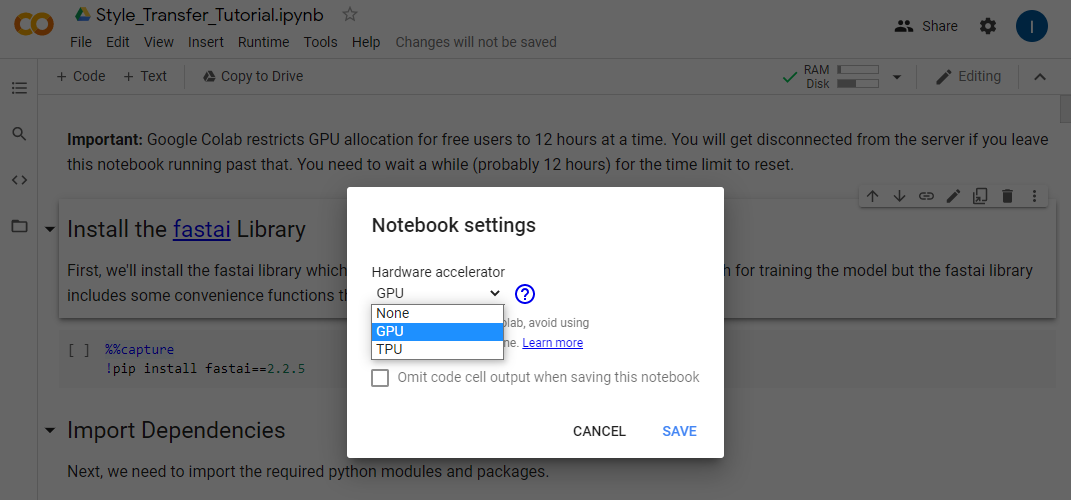 Style_Transfer_Tutorial.ipynb
File Edit View Insert Runtime Tools Help Changes will not be saved
Share
I
+ Code + Text Copy to Drive
RAM
Disk
Editing
Important: Google Colab restricts GPU allocation for free users to 12 hours at a time. You will get disconnected from the server if you leave
this notebook running past that. You need to wait a while (probably 12 hours) for the time limit to reset.
Install the fastai Library
First, we'll install the fastai library which
h for training the model but the fastai library
includes some convenience functions
[ ] %%capture
!pip install fastai==2.2.5
Import Dependencies
Next, we need to import the required python modules and packages.
Notebook settings
Hardware accelerator
GPU
None
GPU
TPU
olab, avoid using
ne. Learn more
Omit code cell output when saving this notebook
CANCEL SAVE